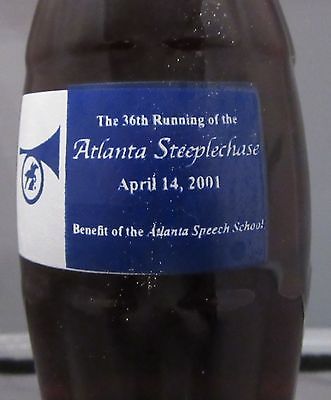 The 36th Running of the
Atlanta Steeplechase
April 14, 2001
Benefit of the Atlanta Speech School